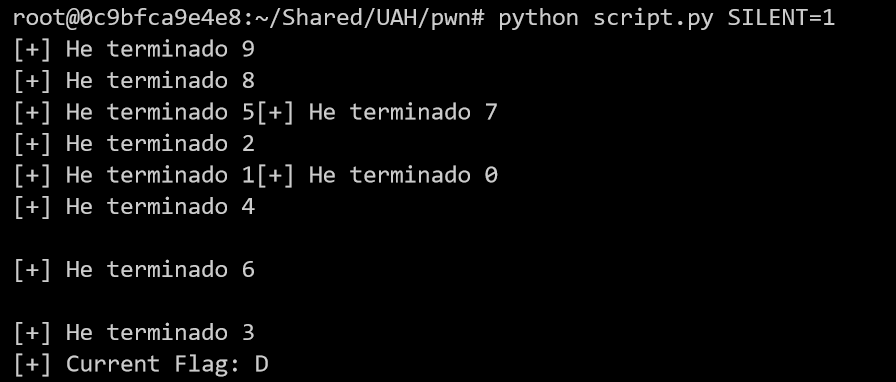 root@0c9bfca9e4e8:~/Shared/UAH/pwn# python script.py SILENT=1
[+] He terminado 9
[+] He terminado 8
[+] He terminado 5[+] He terminado 7
[+] He terminado 2
[+] He terminado 1[+] He terminado 0
[+] He terminado 4
[+] He terminado 6
[+] He terminado 3
[+] Current Flag: D